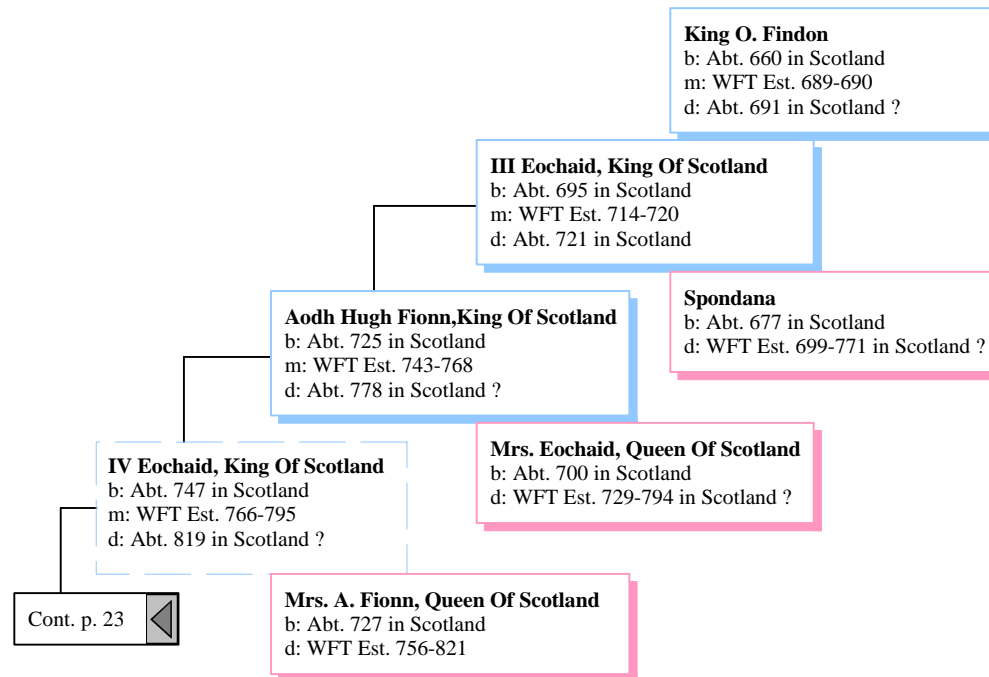 King O. Findon
b: Abt. 660 in Scotland
m: WFT Est. 689-690
d: Abt. 691 in Scotland ?
III Eochaid, King Of Scotland
b: Abt. 695 in Scotland
m: WFT Est. 714-720
d: Abt. 721 in Scotland
Spondana
b: Abt. 677 in Scotland
d: WFT Est. 699-771 in Scotland ?
Aodh Hugh Fionn,King Of Scotland
b: Abt. 725 in Scotland
m: WFT Est. 743-768
d: Abt. 778 in Scotland ?
Mrs. Eochaid, Queen Of Scotland
b: Abt. 700 in Scotland
d: WFT Est. 729-794 in Scotland ?
IV Eochaid, King Of Scotland
b: Abt. 747 in Scotland
m: WFT Est. 766-795
d: Abt. 819 in Scotland ?
Mrs. A. Fionn, Queen Of Scotland
b: Abt. 727 in Scotland
d: WFT Est. 756-821
Cont. p. 23